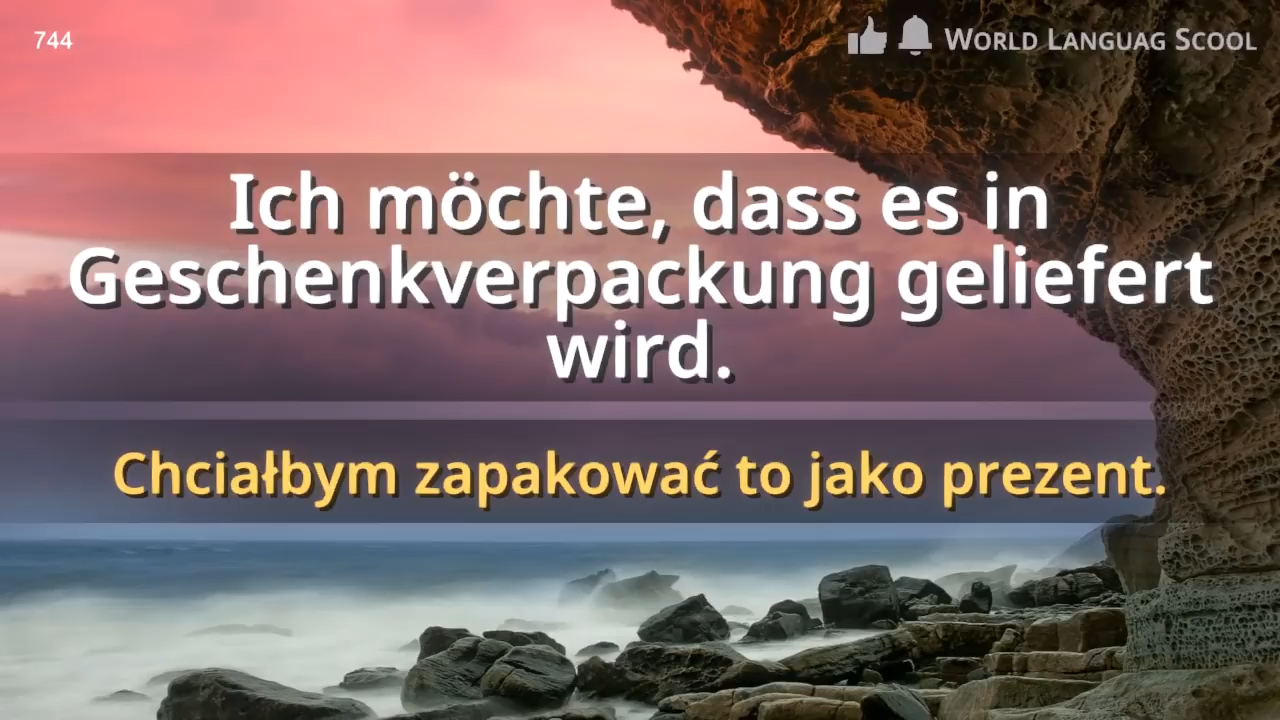 744
World Languag Scool
Ich möchte, dass es in
Geschenkverpackung geliefert
wird.
Chciałbym zapakować to jako prezent.